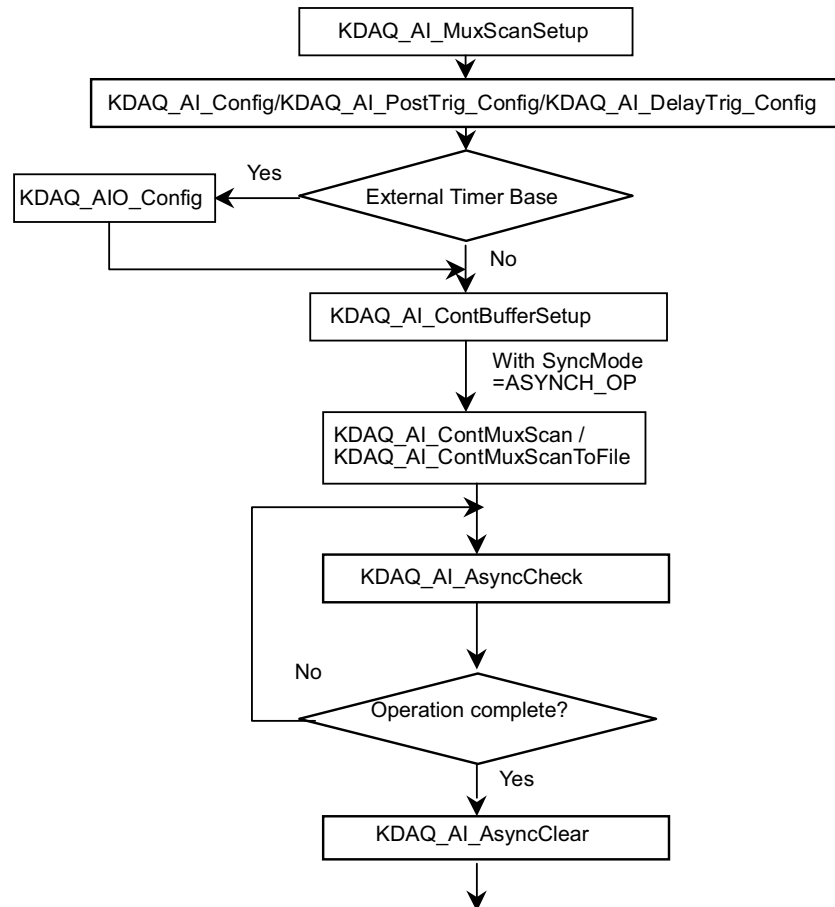 KDAQ_AI_MuxScanSetup
KDAQ_AI_Config/KDAQ_AI_PostTrig_Config/KDAQ_AI_DelayTrig_Config
Yes
KDAQ_AIO_Config
External Timer Base
No
KDAQ_AI_ContBufferSetup
With SyncMode
=ASYNCH_OP
KDAQ_AI_ContMuxScan /
KDAQ_AI_ContMuxScanToFile
KDAQ_AI_AsyncCheck
No
Operation complete?
Yes
KDAQ_AI_AsyncClear